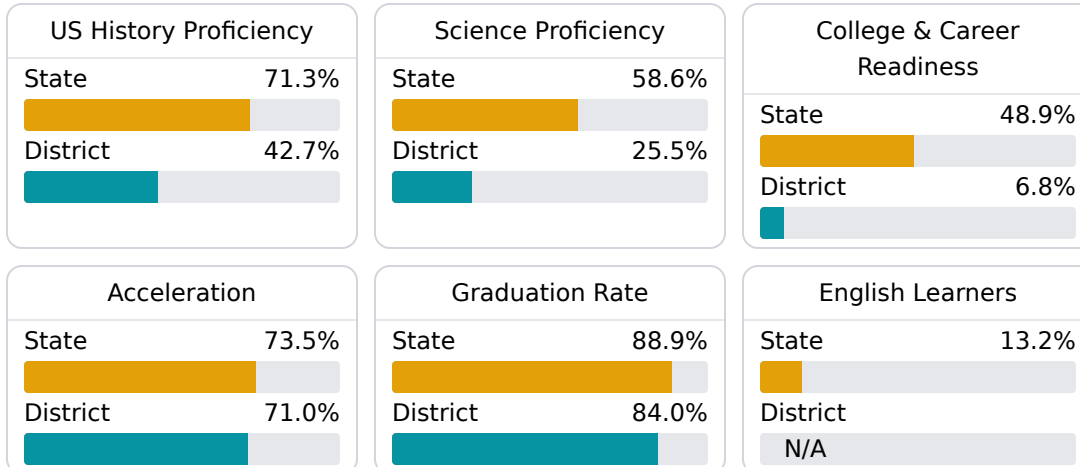 US History Proficiency
State 71.3%
District 42.7%
Science Proficiency
State 58.6%
District 25.5%
College & Career
Readiness
State 48.9%
District 6.8%
Acceleration
State 73.5%
District 71.0%
Graduation Rate
State 88.9%
District 84.0%
English Learners
State 13.2%
District
N/A